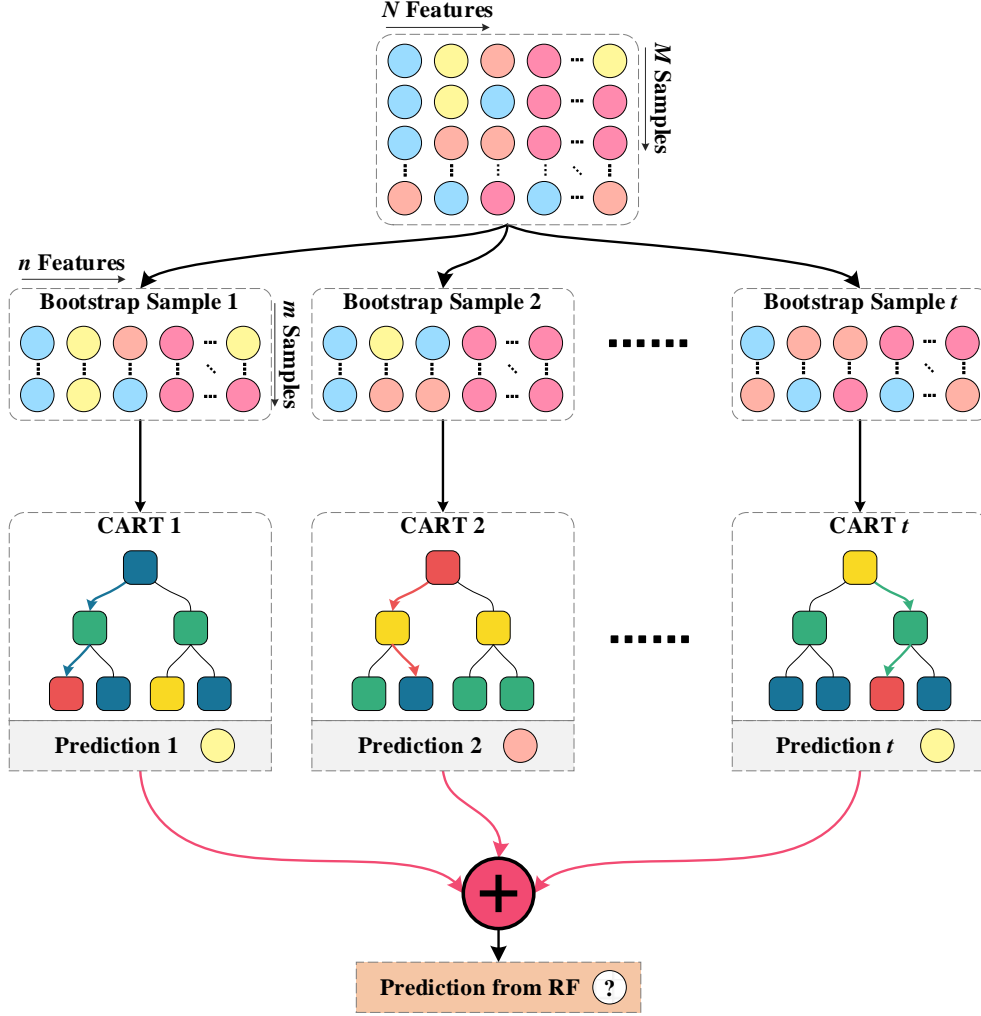 N Features
M Samples
n Features
Bootstrap Sample 1
m Samples
Bootstrap Sample 2
Bootstrap Sample t
CART 1
CART 2
CART t
Prediction 1
Prediction 2
Prediction t
+
Prediction from RF ?